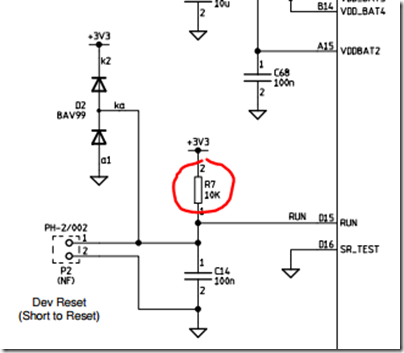 2
10u
B14
VDD_BAT4
+3V3
k2
A15
VDDBAT2
1
C68
100n
2
D2
BAV99
ka
a1
+3V3
2
R7
10K
1
RUN
D15
RUN
PH-2/002
1
2
D16
SR_TEST
P2
(NF)
1
C14
100n
2
Dev Reset
(Short to Reset)